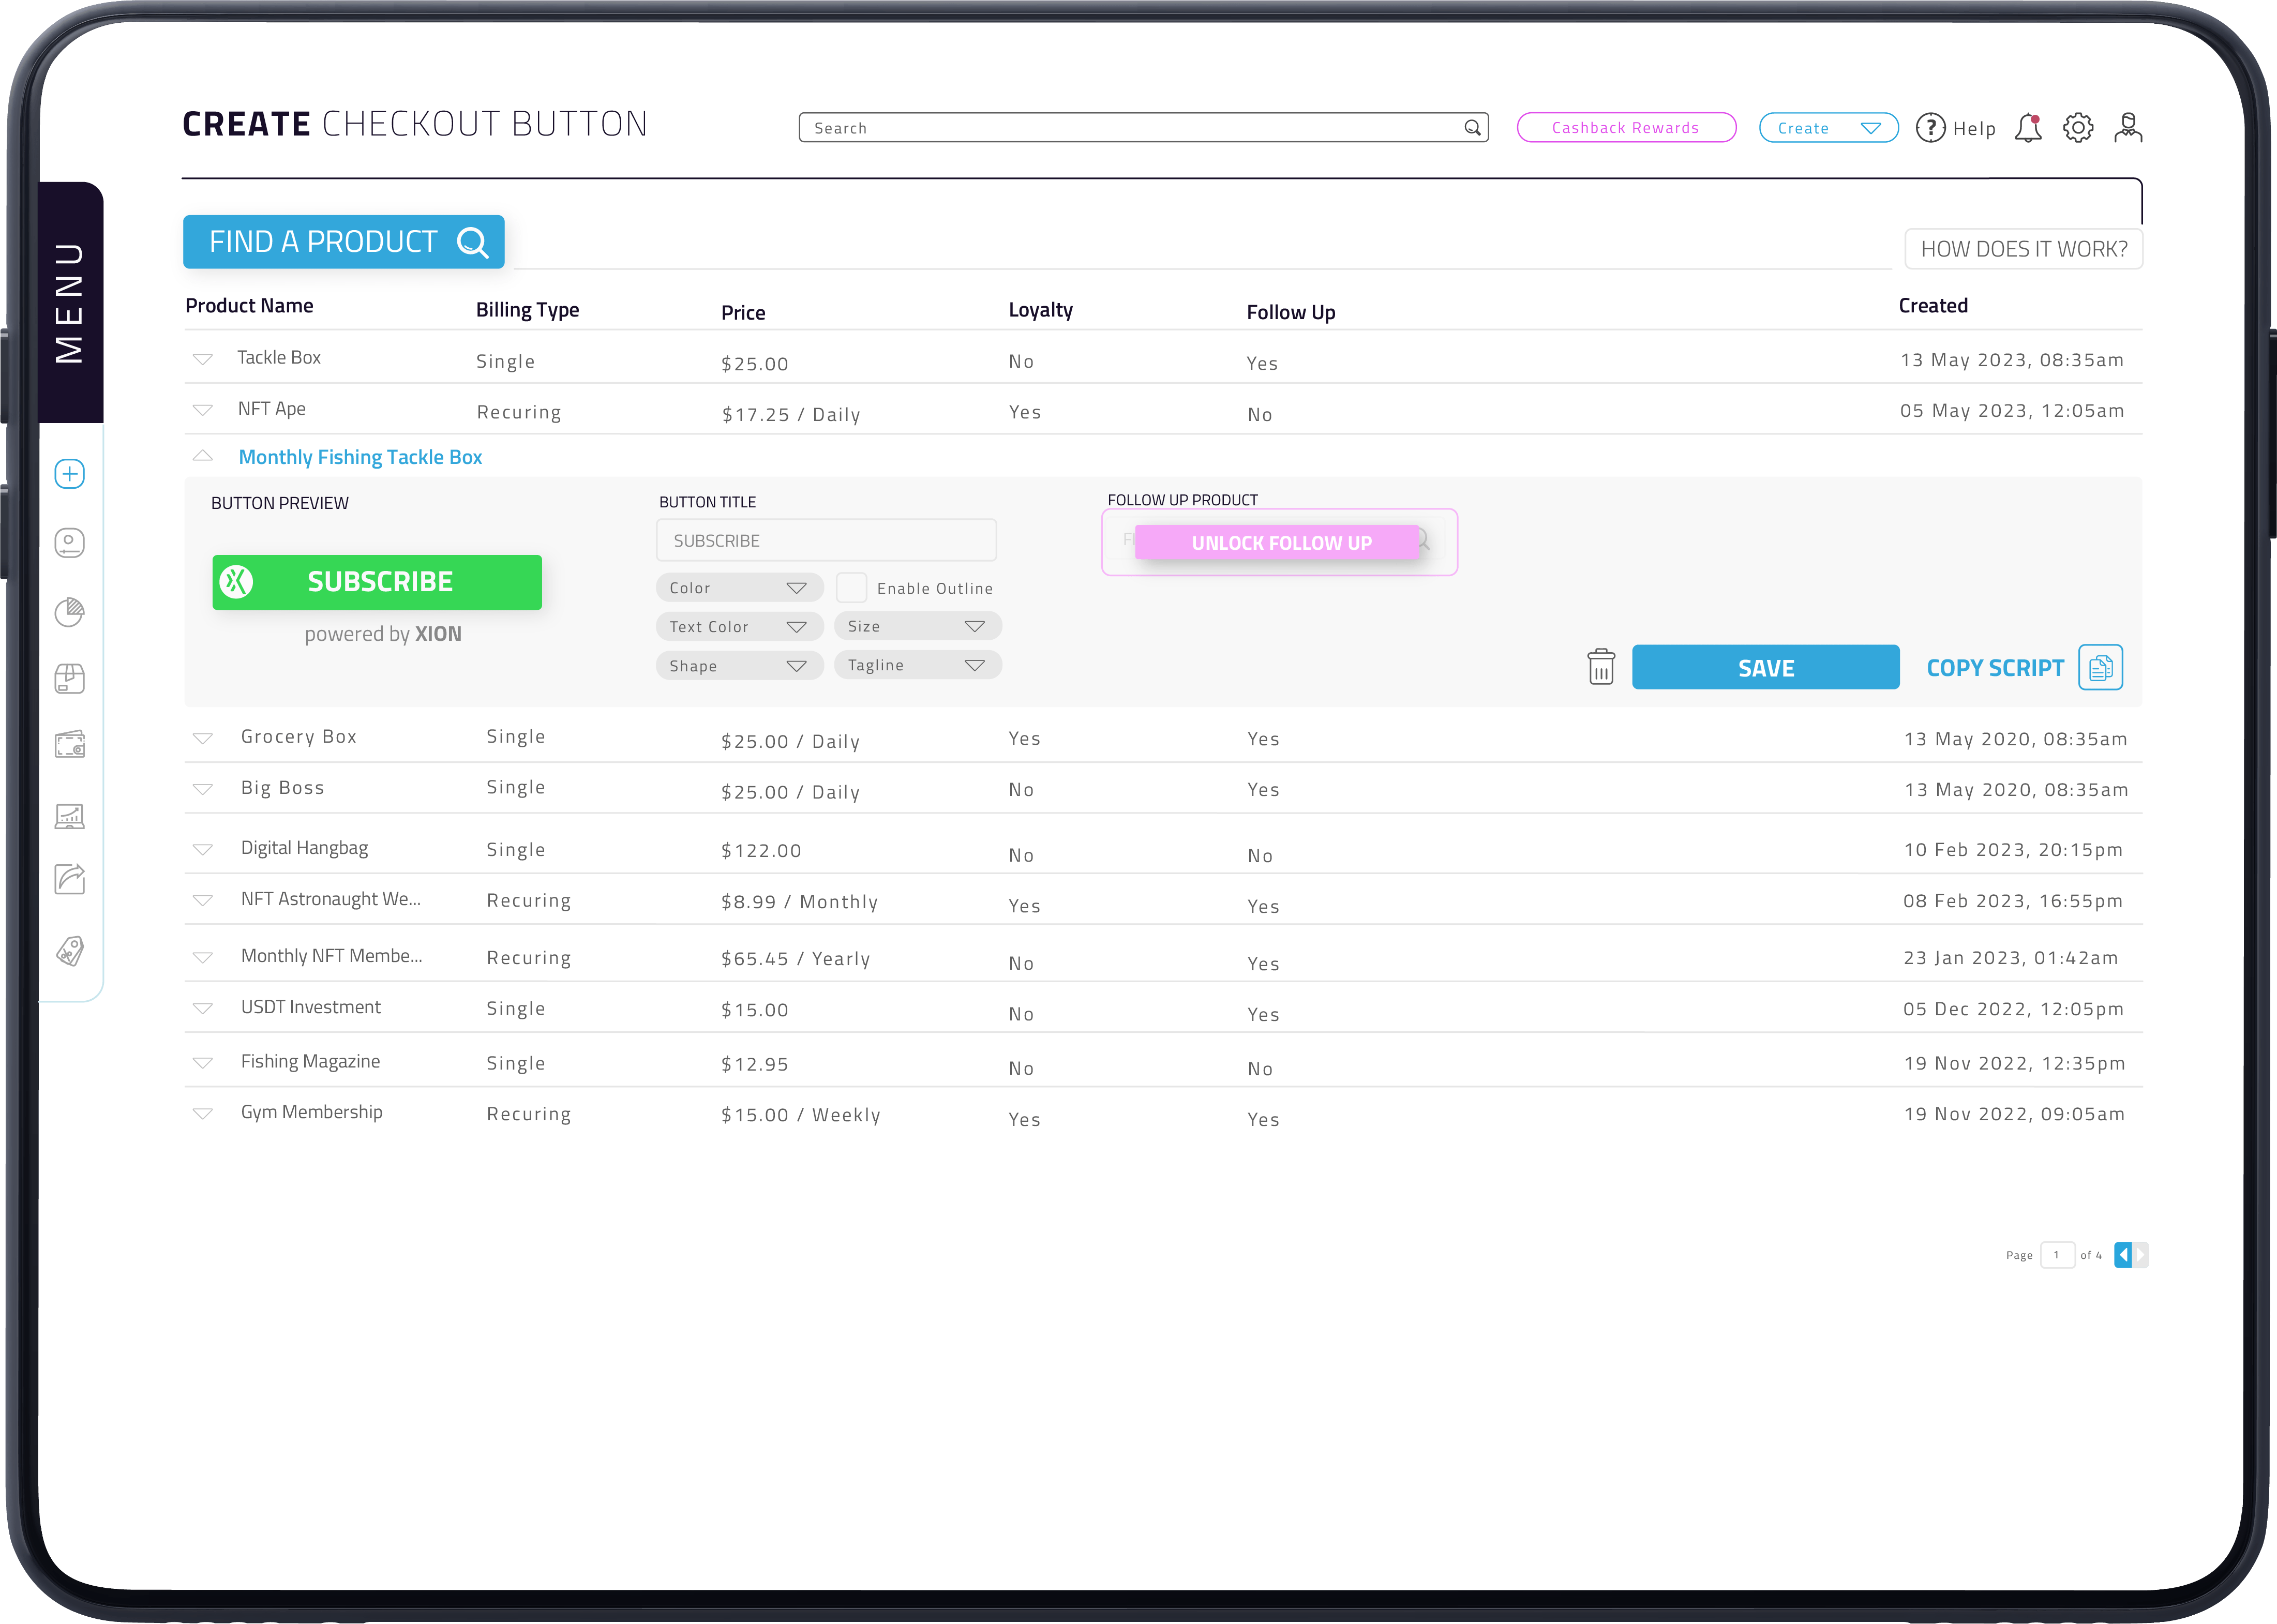 CREATE CHECKOUT BUTTON
Search
Cashback Rewards
Create
? Help
MENU
FIND A PRODUCT
HOW DOES IT WORK?
Product Name Billing Type Price Loyalty Follow Up Created
Tackle Box Single $25.00 No Yes 13 May 2023, 08:35am
NFT Ape Recuring $17.25 / Daily Yes No 05 May 2023, 12:05am
Monthly Fishing Tackle Box
BUTTON PREVIEW
SUBSCRIBE
powered by XION
BUTTON TITLE
SUBSCRIBE
Color Enable Outline
Text Color Size
Shape Tagline
FOLLOW UP PRODUCT
UNLOCK FOLLOW UP
SAVE COPY SCRIPT
Grocery Box Single $25.00 / Daily Yes Yes 13 May 2020, 08:35am
Big Boss Single $25.00 / Daily No Yes 13 May 2020, 08:35am
Digital Hangbag Single $122.00 No No 10 Feb 2023, 20:15pm
NFT Astronaught We... Recuring $8.99 / Monthly Yes Yes 08 Feb 2023, 16:55pm
Monthly NFT Membe... Recuring $65.45 / Yearly No Yes 23 Jan 2023, 01:42am
USDT Investment Single $15.00 No Yes 05 Dec 2022, 12:05pm
Fishing Magazine Single $12.95 No No 19 Nov 2022, 12:35pm
Gym Membership Recuring $15.00 / Weekly Yes Yes 19 Nov 2022, 09:05am
Page 1 of 4